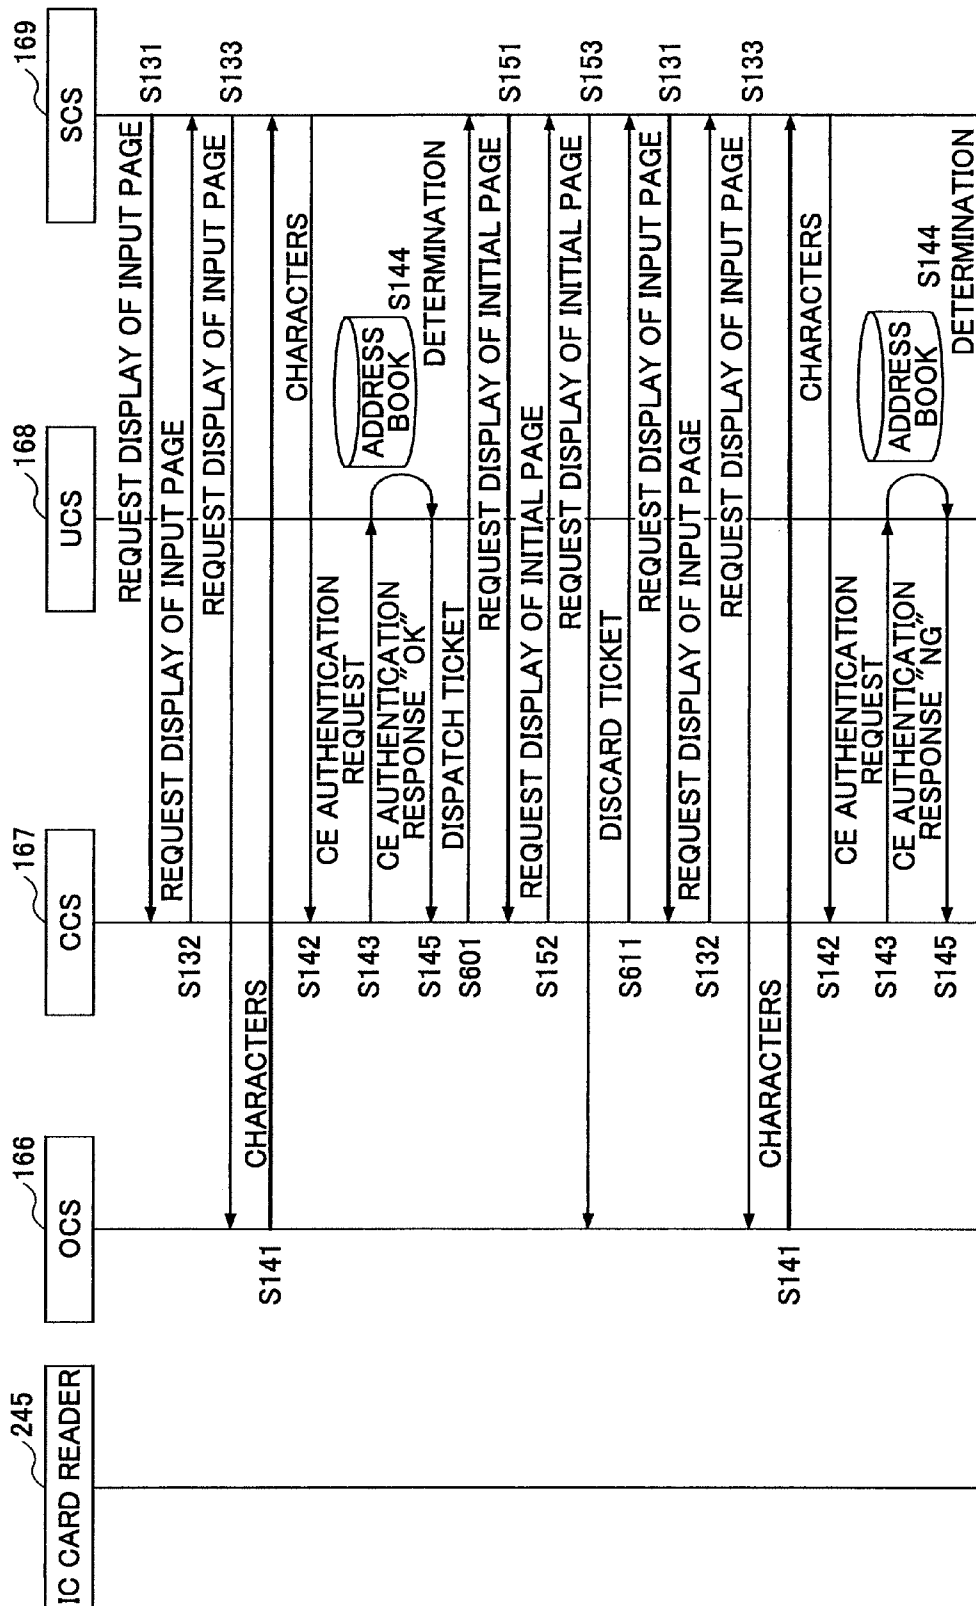 IC CARD READER
245
OCS
166
CCS
167
UCS
168
SCS
169
REQUEST DISPLAY OF INPUT PAGE
S131
REQUEST DISPLAY OF INPUT PAGE
S132
REQUEST DISPLAY OF INPUT PAGE
S133
S141
CHARACTERS
CHARACTERS
S142
CE AUTHENTICATION
REQUEST
S143
ADDRESS
BOOK
S144
DETERMINATION
CE AUTHENTICATION
RESPONSE "OK"
S145
DISPATCH TICKET
S601
REQUEST DISPLAY OF INITIAL PAGE
S151
REQUEST DISPLAY OF INITIAL PAGE
S152
REQUEST DISPLAY OF INITIAL PAGE
S153
DISCARD TICKET
S611
REQUEST DISPLAY OF INPUT PAGE
S131
REQUEST DISPLAY OF INPUT PAGE
S132
REQUEST DISPLAY OF INPUT PAGE
S133
S141
CHARACTERS
CHARACTERS
S142
CE AUTHENTICATION
REQUEST
S143
ADDRESS
BOOK
S144
DETERMINATION
CE AUTHENTICATION
RESPONSE "NG"
S145